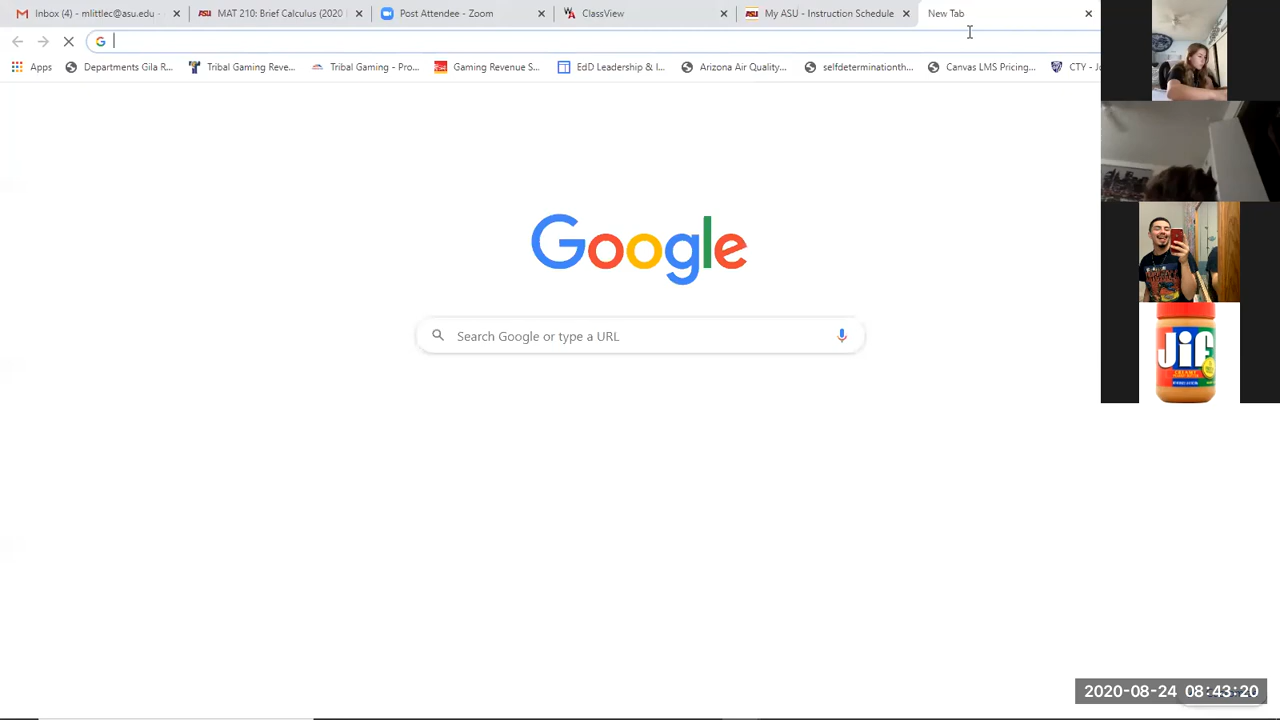 Inbox (4) - mlittlec@asu.edu - MAT 210: Brief Calculus (2020 Post Attendee - Zoom ClassView My ASU - Instruction Schedule New Tab
Apps Departments Gila R... Tribal Gaming Reve... Tribal Gaming - Pro... Gaming Revenue S... EdD Leadership & I... Arizona Air Quality... selfdeterminationth... Canvas LMS Pricing... CTY - Jo
Google
Search Google or type a URL
Jif
CREAMY
2020-08-24 08:43:20